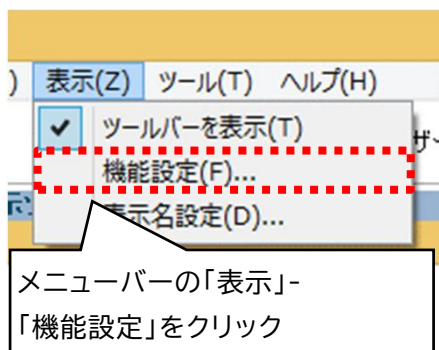 ) 表示(Z) ツール(T) ヘルプ(H)
ツールバーを表示(T)
機能設定(F)...
表示名設定(D)...
メニューバーの「表示」-
「機能設定」をクリック